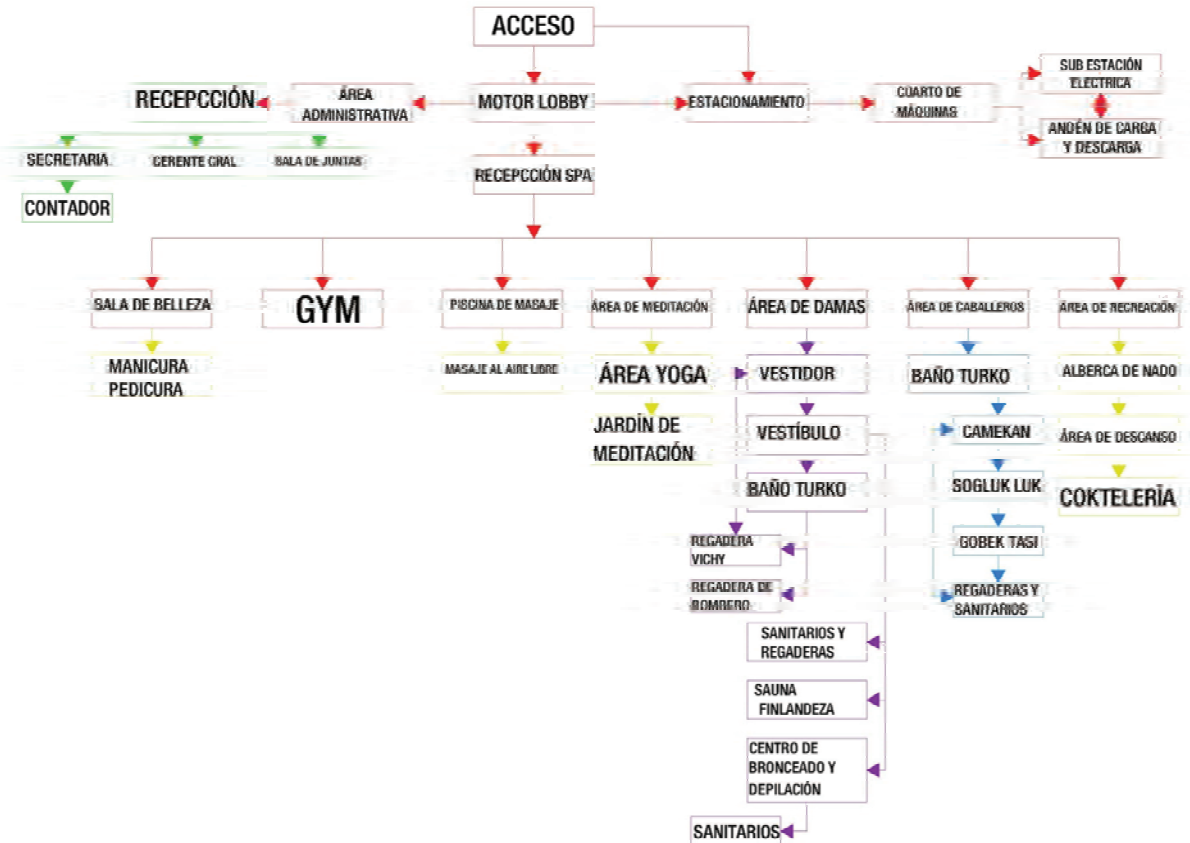 ACCESO
RECEPCCIÓN
ÁREA
ADMINISTRATIVA
MOTOR LOBBY
ESTACIONAMIENTO
CUARTO DE
MÁQUINAS
SUB ESTACIÓN
ELECTRICA
ANDÉN DE CARGA
Y DESCARGA
SECRETARIA
GERENTE GRAL
SALA DE JUNTAS
RECEPCCIÓN SPA
CONTADOR
SALA DE BELLEZA
GYM
PISCINA DE MASAJE
ÁREA DE MEDITACIÓN
ÁREA DE DAMAS
ÁREA DE CABALLEROS
ÁREA DE RECREACIÓN
MANICURA
PEDICURA
MASAJE AL AIRE LIBRE
ÁREA YOGA
VESTIDOR
BAÑO TURKO
ALBERCA DE NADO
JARDÍN DE
MEDITACIÓN
VESTÍBULO
CAMEKAN
ÁREA DE DESCANSO
BAÑO TURKO
SOGLUK LUK
COKTELERÍA
REGADERA
VICHY
GOBEK TASI
REGADERA DE
BOMBERO
REGADERAS Y
SANITARIOS
SANITARIOS Y
REGADERAS
SAUNA
FINLANDEZA
CENTRO DE
BRONCEADO Y
DEPILACIÓN
SANITARIOS